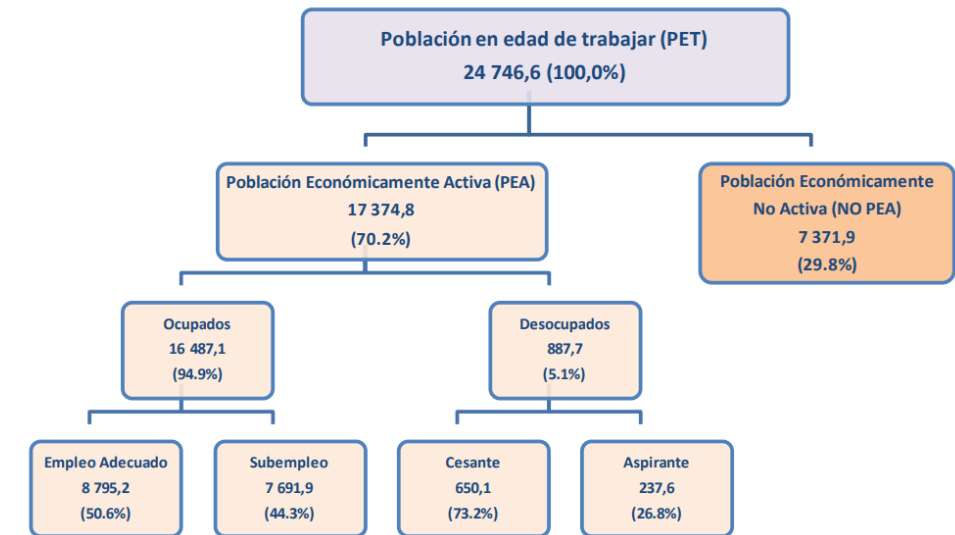 Población en edad de trabajar (PET)
24 746,6 (100,0%)
Población Económicamente Activa (PEA)
17 374,8
(70.2%)
Población Económicamente
No Activa (NO PEA)
7 371,9
(29.8%)
Ocupados
16 487,1
(94.9%)
Desocupados
887,7
(5.1%)
Empleo Adecuado
8 795,2
(50.6%)
Subempleo
7 691,9
(44.3%)
Cesante
650,1
(73.2%)
Aspirante
237,6
(26.8%)